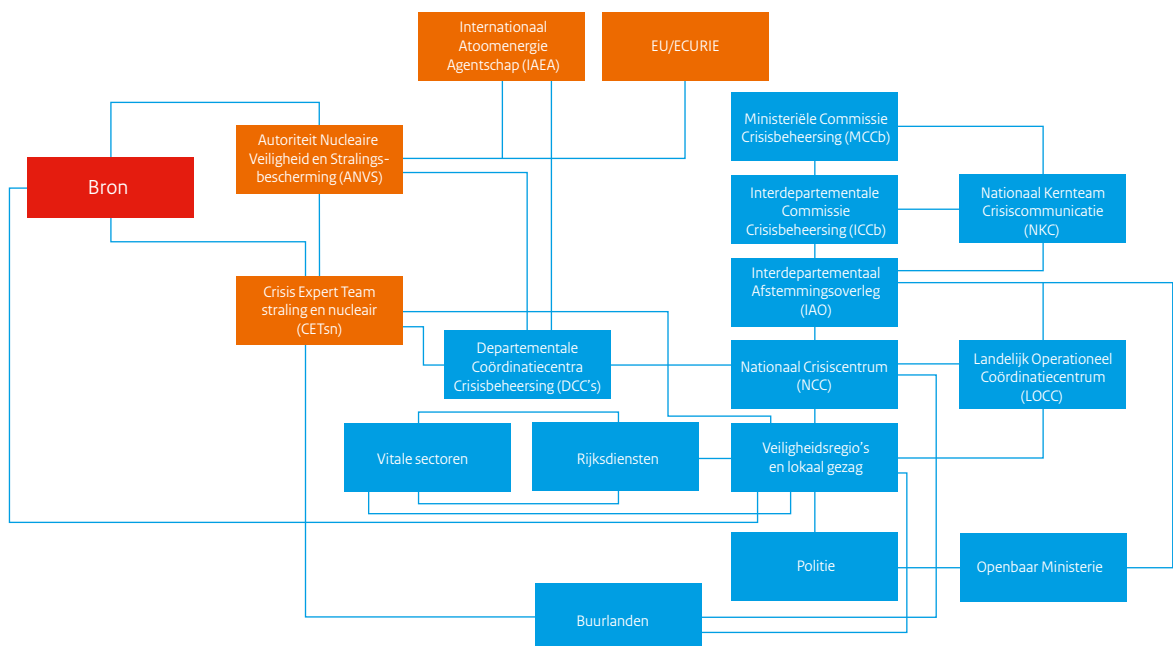 Internationaal
Atoomenergie
Agentschap (IAEA)
EU/ECURIE
Ministeriële Commissie
Crisisbeheersing (MCCb)
Autoriteit Nucleaire
Veiligheid en Stralings-
bescherming (ANVS)
Bron
Interdepartementale
Commissie
Crisisbeheersing (ICCb)
Nationaal Kernteam
Crisiscommunicatie
(NKC)
Interdepartementaal
Afstemmingsoverleg
(IAO)
Crisis Expert Team
straling en nucleair
(CETsn)
Departementale
Coördinatiecentra
Crisisbeheersing (DCC's)
Nationaal Crisiscentrum
(NCC)
Landelijk Operationeel
Coördinatiecentrum
(LOCC)
Vitale sectoren
Rijksdiensten
Veiligheidsregio's
en lokaal gezag
Politie
Openbaar Ministerie
Buurlanden